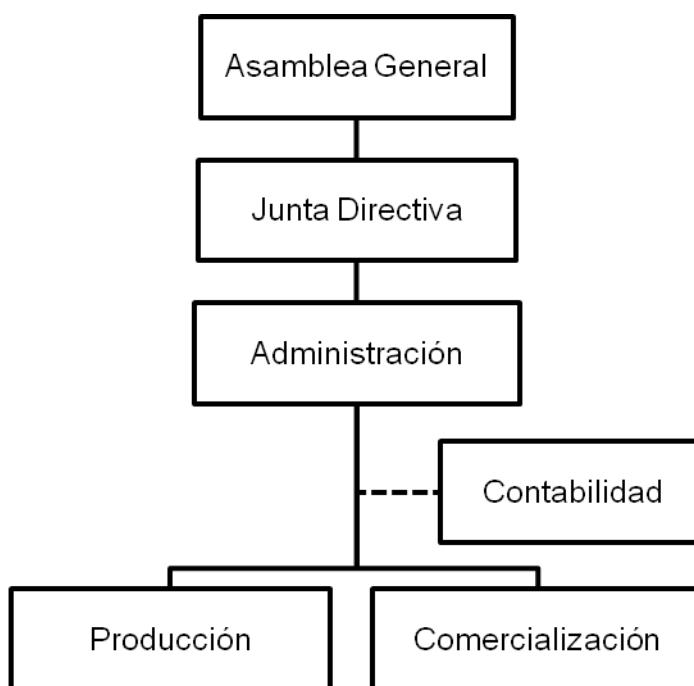 Asamblea General
Junta Directiva
Administración
Contabilidad
Producción
Comercialización